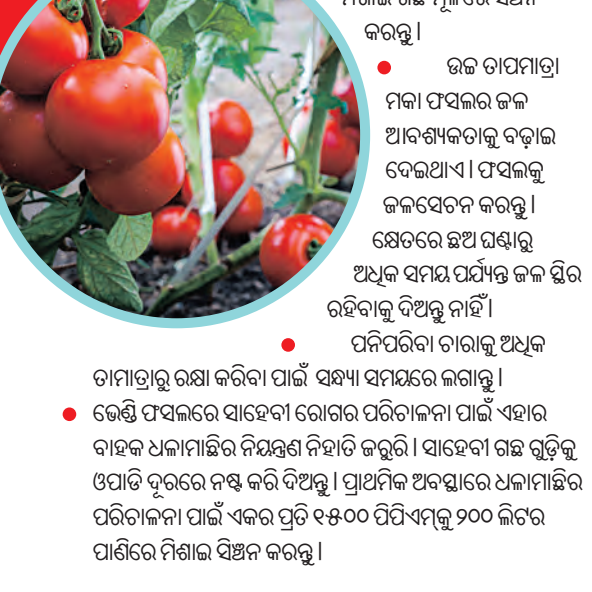 କରନ୍ତୁ।
● ଉଚ୍ଚ ତାପମାତ୍ରା
ମକା ଫସଲର ଜଳ
ଆବଶ୍ୟକତାକୁ ବଢ଼ାଇ
ଦେଇଥାଏ। ଫସଲକୁ
ଜଳସେଚନ କରନ୍ତୁ।
କ୍ଷେତରେ ଛଅ ଘଣ୍ଟାରୁ
ଅଧିକ ସମୟ ପର୍ଯ୍ୟନ୍ତ ଜଳ ସ୍ଥିର
ରହିବାକୁ ଦିଅନ୍ତୁ ନାହିଁ।
● ପନିପରିବା ଚାରାକୁ ଅଧିକ
ତାମାତ୍ରାରୁ ରକ୍ଷା କରିବା ପାଇଁ ସନ୍ଧ୍ୟା ସମୟରେ ଲଗାନ୍ତୁ।
● ଭେଣ୍ଡି ଫସଲରେ ସାହେବୀ ରୋଗର ପରିଚାଳନା ପାଇଁ ଏହାର
ବାହକ ଧଳାମାଛିର ନିୟନ୍ତ୍ରଣ ନିହାତି ଜରୁରି। ସାହେବୀ ଗଛ ଗୁଡ଼ିକୁ
ଓପାଡି ଦୂରରେ ନଷ୍ଟ କରି ଦିଅନ୍ତୁ। ପ୍ରାଥମିକ ଅବସ୍ଥାରେ ଧଳାମାଛିର
ପରିଚାଳନା ପାଇଁ ଏକର ପ୍ରତି ୧୫୦୦ ପିପିଏମ୍‌କୁ ୨୦୦ ଲିଟର
ପାଣିରେ ମିଶାଇ ସିଞ୍ଚନ କରନ୍ତୁ।